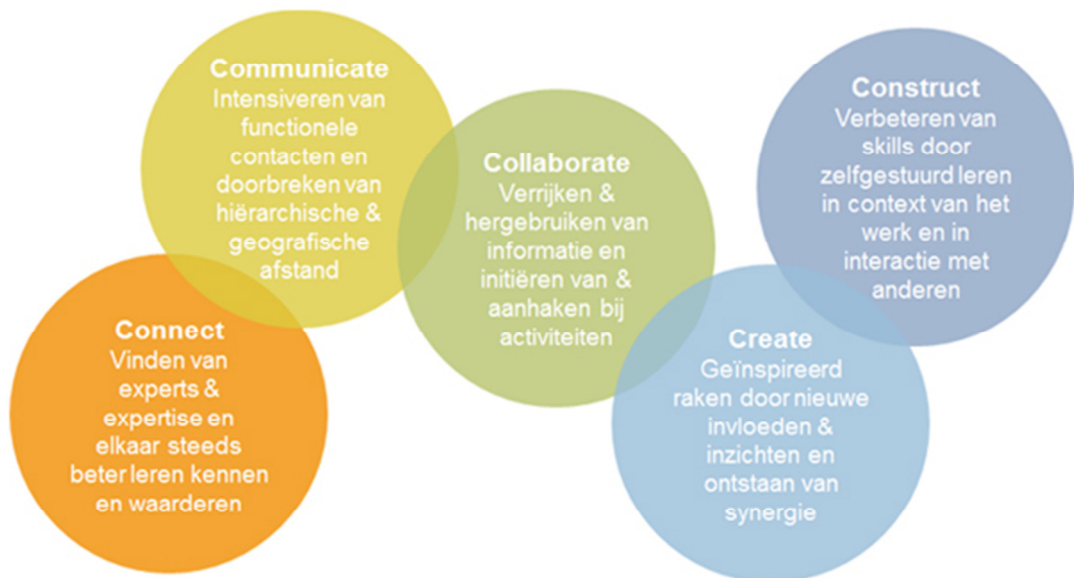 Communicate
Intensiveren van
functionele
contacten en
doorbreken van
hiërarchische &
geografische
afstand
Connect
Vinden van
experts &
expertise en
elkaar steeds
beter leren kennen
en waarderen
Collaborate
Verrijken &
hergebruiken van
informatie en
initiëren van &
aanhaken bij
activiteiten
Construct
Verbeteren van
skills door
zelfgestuurd leren
in context van het
werk en in
interactie met
anderen
Create
Geïnspireerd
raken door nieuwe
invloeden &
inzichten en
ontstaan van
synergie